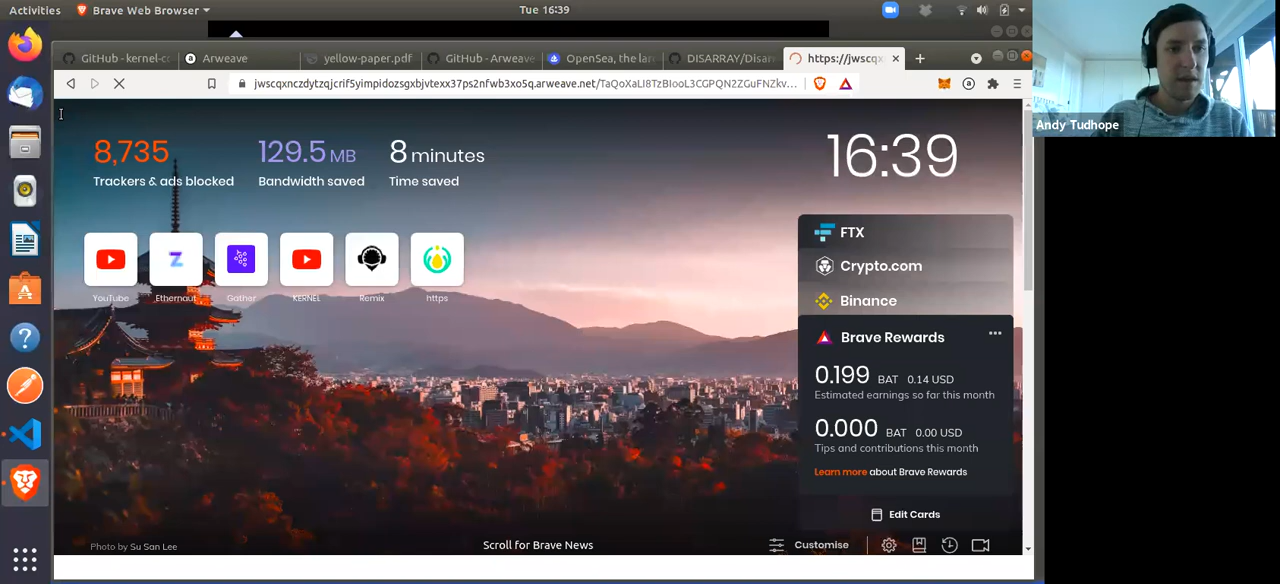 Activities
Brave Web Browser
Tue 16:39
GitHub - kernel-co
Arweave
yellow-paper.pdf
GitHub - Arweave
OpenSea, the lar
DISARRAY/Disar
https://jwscqx
jwscqxnczdytzqjcrif5yimpidozsgxbjvtexx37ps2nfwb3xo5q.arweave.net/TaQoXaLI8TzBIooL3CGPQN2ZGuFNZkv...
Andy Tudhope
8,735
Trackers & ads blocked
129.5 MB
Bandwidth saved
8 minutes
Time saved
16:39
YouTube
Ethernaut
Gather
KERNEL
Remix
https
FTX
Crypto.com
Binance
Brave Rewards
0.199 BAT 0.14 USD
Estimated earnings so far this month
0.000 BAT 0.00 USD
Tips and contributions this month
Learn more about Brave Rewards
Edit Cards
Photo by Su San Lee
Scroll for Brave News
Customise